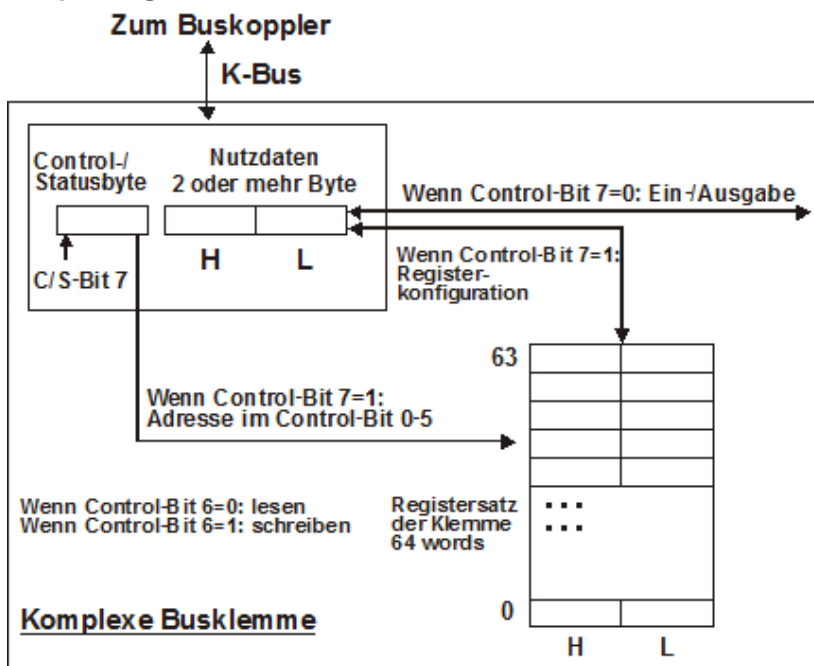 Zum Buskoppler
K-Bus
Control-/
Statusbyte
Nutzdaten
2 oder mehr Byte
Wenn Control-Bit 7=0: Ein-/Ausgabe
H L
C/S-Bit 7
Wenn Control-Bit 7=1:
Register-
konfiguration
63
Wenn Control-Bit 7=1:
Adresse im Control-Bit 0-5
Wenn Control-Bit 6=0: lesen
Wenn Control-Bit 6=1: schreiben
Registersatz
der Klemme
64 words
0
Komplexe Busklemme
H L